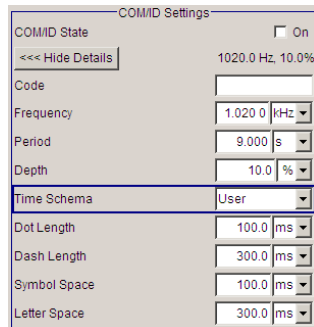 COM/ID Settings
COM/ID State On
<<< Hide Details 1020.0 Hz, 10.0%
Code
Frequency 1.020 0 kHz
Period 9.000 s
Depth 10.0 %
Time Schema User
Dot Length 100.0 ms
Dash Length 300.0 ms
Symbol Space 100.0 ms
Letter Space 300.0 ms